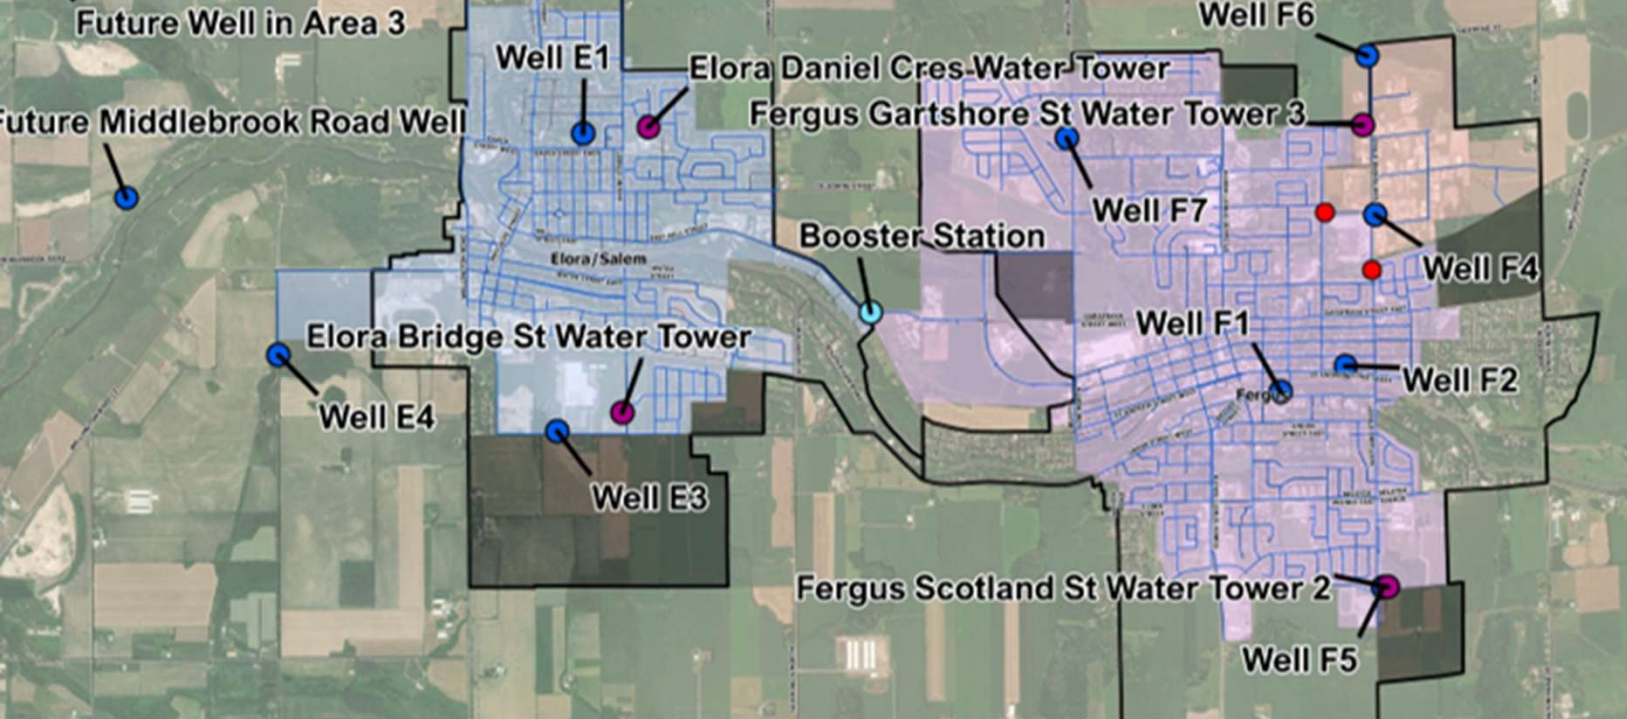 Future Well in Area 3
Well F6
Well E1
Elora Daniel Cres Water Tower
Fergus Gartshore St Water Tower 3
Future Middlebrook Road Well
Well F7
Booster Station
Elora/Salem
Well F4
Well F1
Elora Bridge St Water Tower
Well F2
Fergus
Well E4
Well E3
Fergus Scotland St Water Tower 2
Well F5